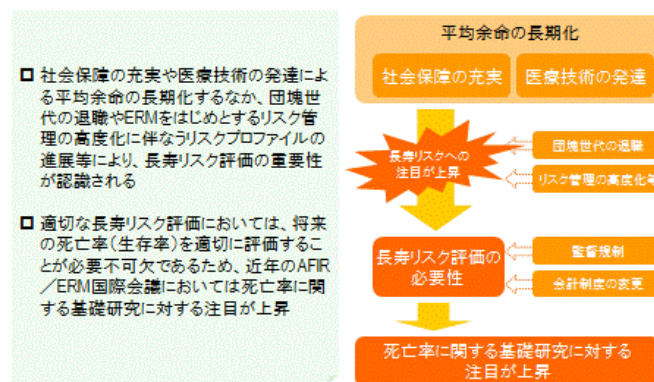 社会保障の充実や医療技術の発達によ
る平均余命の長期化するなか、団塊世
代の退職やERMをはじめとするリスク管
理の高度化に伴なうリスクプロファイルの
進展等により、長寿リスク評価の重要性
が認識される
適切な長寿リスク評価においては、将来
の死亡率（生存率）を適切に評価するこ
とが必要不可欠であるため、近年のAFIR
／ERM国際会議においては死亡率に関
する基礎研究に対する注目が上昇
平均余命の長期化
社会保障の充実
医療技術の発達
長寿リスクへの
注目が上昇
団塊世代の退職
リスク管理の高度化等
長寿リスク評価の
必要性
監督規制
会計制度の変更
死亡率に関する基礎研究に対する
注目が上昇